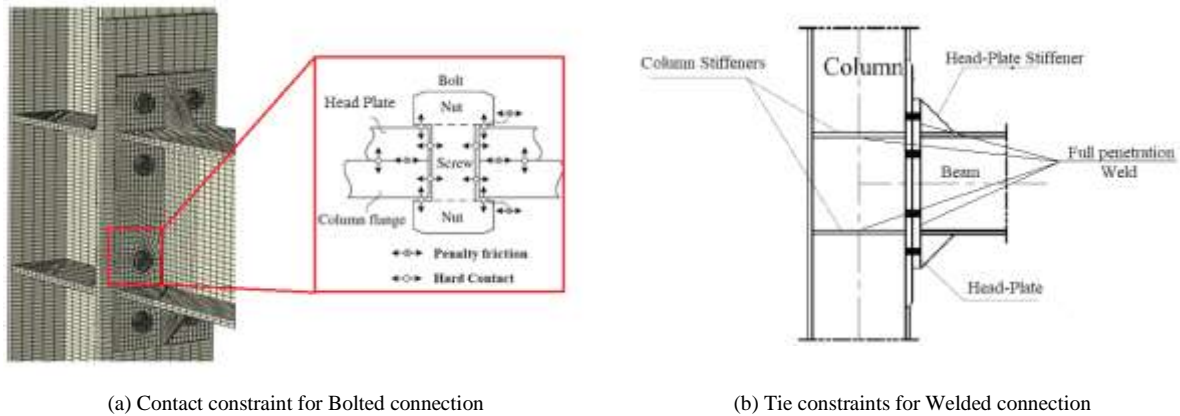 Bolt
Head Plate
Nut
Screw
Column flange
Nut
Penalty friction
Hard Contact
Column Stiffeners
Column
Head-Plate Stiffener
Full penetration
Weld
Beam
Head-Plate
(a) Contact constraint for Bolted connection
(b) Tie constraints for Welded connection